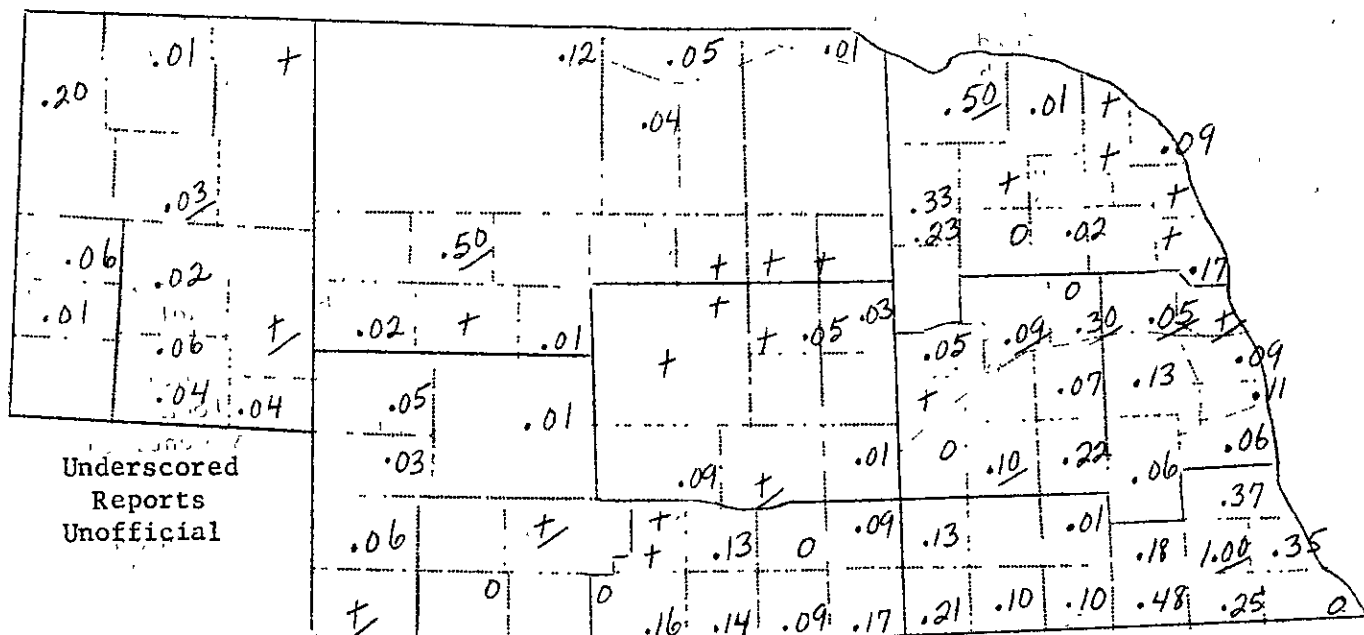 .01 + .12 .05 .01
.20 .04 .50 .01 +
+ .09
.03 .33 + +
.50 .23 0 .02 +
.06 .02 + + + .17
.01 + .02 + .01 + + .05 .03 0
.06 + .05 .09 .30 .05 +
.04 .04 .05 .01 + .07 .13 .09
.11
.03 .09 .01 0 .10 .22 .06 .06
Underscored
Reports
Unofficial
+ .37
.06 + + .13 0 .09 .13 .01 .18 1.00 .35
+
+ 0 0 .16 .14 .09 .17 .21 .10 .10 .48 .25 0